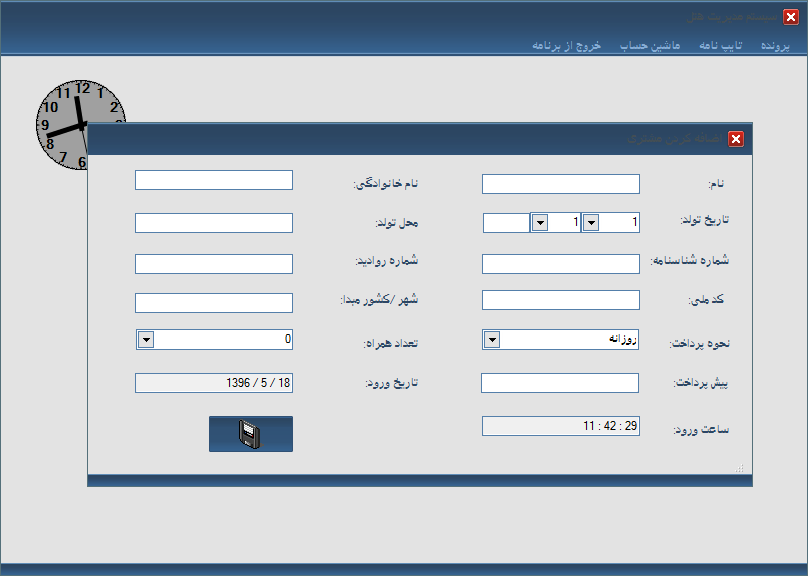 سیستم مدیریت هتل
پرونده تایپ نامه ماشین حساب خروج از برنامه
12
11 1
10 2
9
8
7 6
اضافه کردن مشتری
نام: نام خانوادگی:
تاریخ تولد: 1 1 محل تولد:
شماره شناسنامه: شماره روادید:
کد ملی: شهر /کشور مبدا:
نحوه پرداخت: روزانه تعداد همراه: 0
پیش پرداخت: تاریخ ورود: 1396 / 5 / 18
ساعت ورود: 11 : 42 : 29